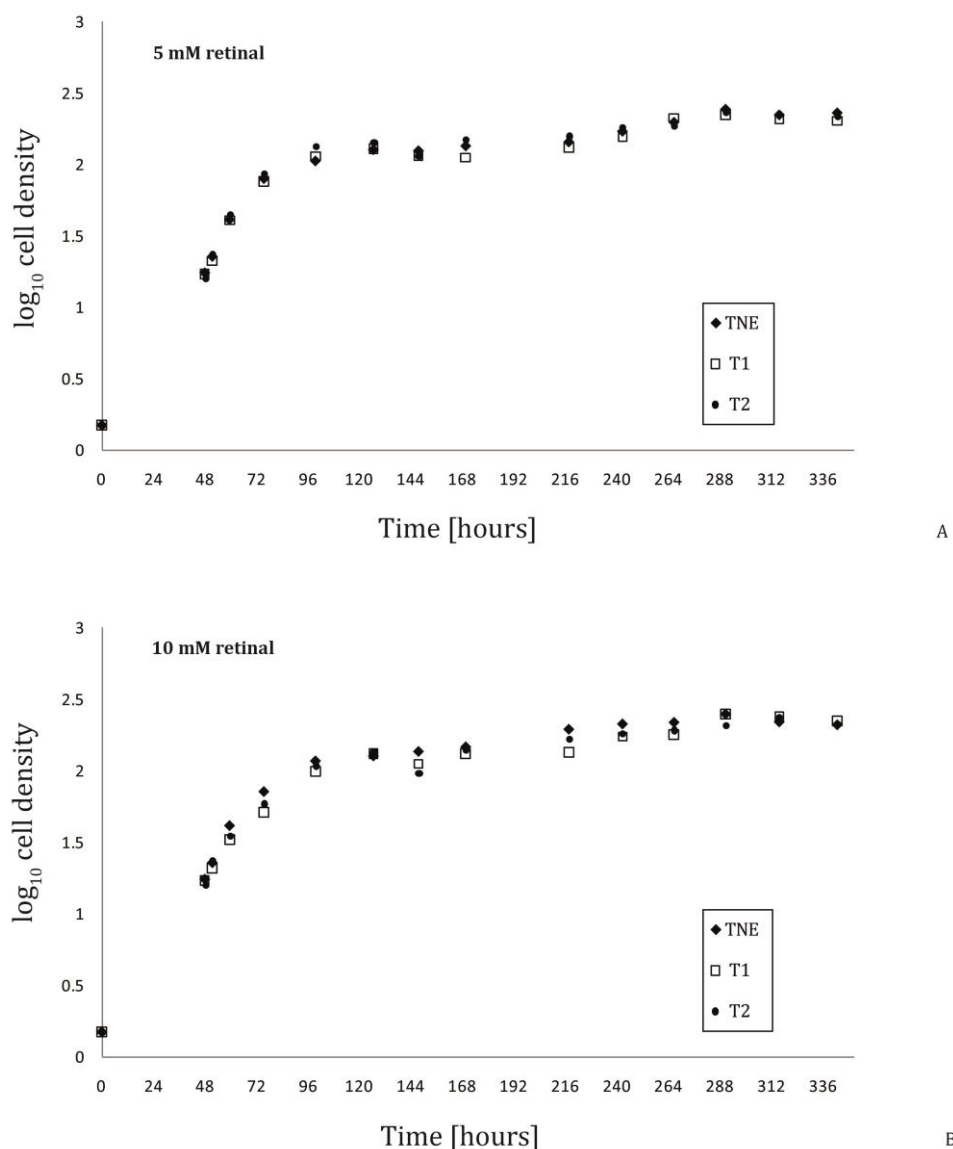 3
5 mM retinal
2.5
2
1.5
1
0.5
0
log10 cell density
TNE
T1
T2
0 24 48 72 96 120 144 168 192 216 240 264 288 312 336
Time [hours]
A
3
10 mM retinal
2.5
2
1.5
1
0.5
0
log10 cell density
TNE
T1
T2
0 24 48 72 96 120 144 168 192 216 240 264 288 312 336
Time [hours]
B